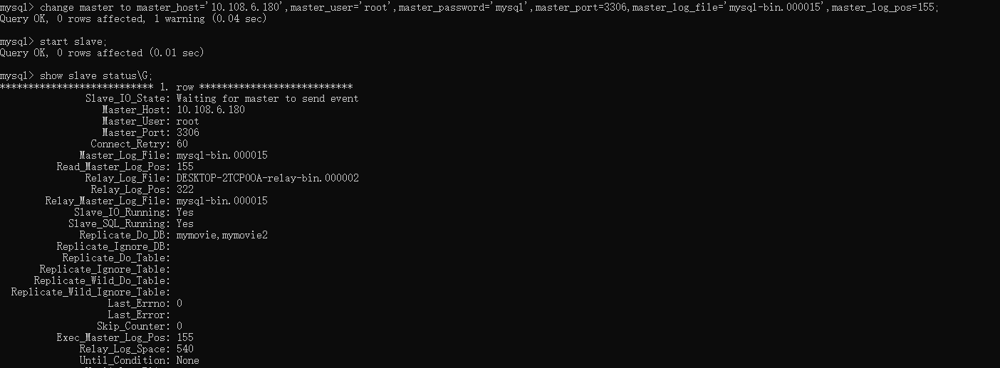 mysql> change master to master_host='10.108.6.180',master_user='root',master_password='mysql',master_port=3306,master_log_file='mysql-bin.000015',master_log_pos=155;
Query OK, 0 rows affected, 1 warning (0.04 sec)
mysql> start slave;
Query OK, 0 rows affected (0.01 sec)
mysql> show slave status\G;
*************************** 1. row ***************************
Slave_IO_State: Waiting for master to send event
Master_Host: 10.108.6.180
Master_User: root
Master_Port: 3306
Connect_Retry: 60
Master_Log_File: mysql-bin.000015
Read_Master_Log_Pos: 155
Relay_Log_File: DESKTOP-2TCP0OA-relay-bin.000002
Relay_Log_Pos: 322
Relay_Master_Log_File: mysql-bin.000015
Slave_IO_Running: Yes
Slave_SQL_Running: Yes
Replicate_Do_DB: mymovie,mymovie2
Replicate_Ignore_DB:
Replicate_Do_Table:
Replicate_Ignore_Table:
Replicate_Wild_Do_Table:
Replicate_Wild_Ignore_Table:
Last_Errno: 0
Last_Error:
Skip_Counter: 0
Exec_Master_Log_Pos: 155
Relay_Log_Space: 540
Until_Condition: None